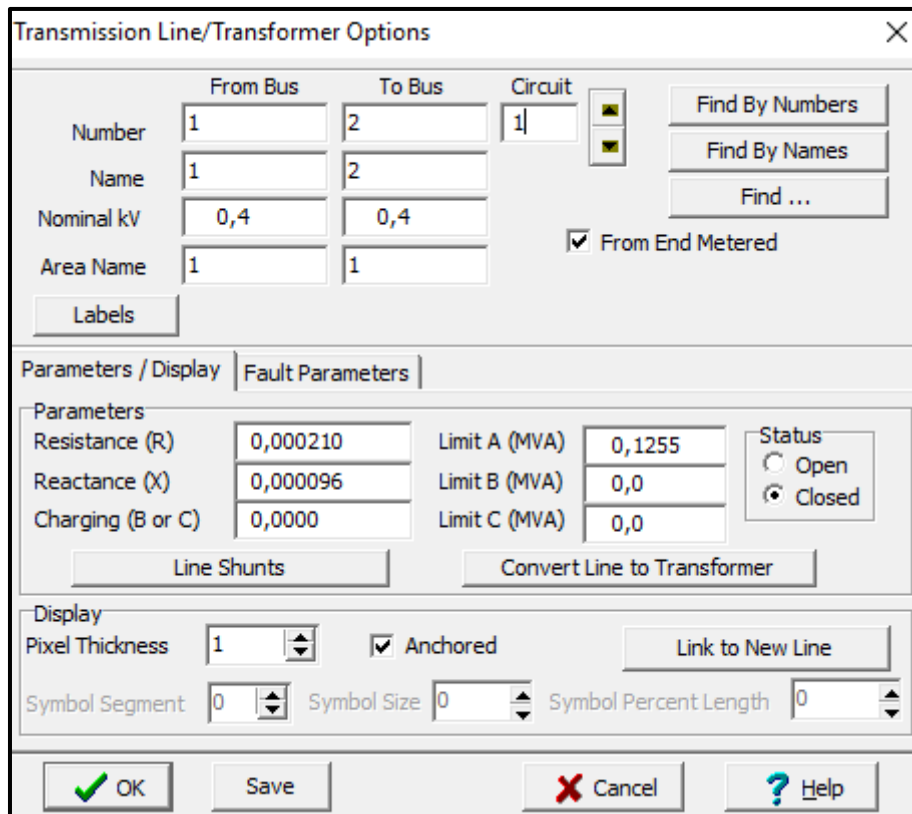 Transmission Line/Transformer Options
From Bus To Bus Circuit
Number 1 2 1
Find By Numbers
Name 1 2
Find By Names
Nominal kV 0,4 0,4
Find ...
From End Metered
Area Name 1 1
Labels
Parameters / Display Fault Parameters
Parameters
Resistance (R) 0,000210 Limit A (MVA) 0,1255
Status
Open
Reactance (X) 0,000096 Limit B (MVA) 0,0
Closed
Charging (B or C) 0,0000 Limit C (MVA) 0,0
Line Shunts Convert Line to Transformer
Display
Pixel Thickness 1 Anchored Link to New Line
Symbol Segment 0 Symbol Size 0 Symbol Percent Length 0
OK Save Cancel ? Help